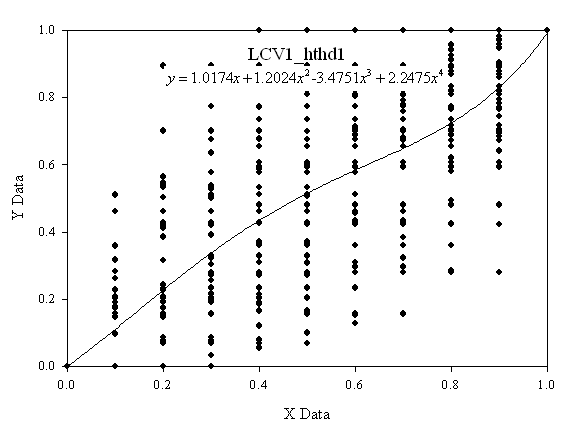 1.0
LCV1_hthd1
y = 1.0174x+1.2024x²-3.4751x³ + 2.2475x⁴
0.8
0.6
Y Data
0.4
0.2
0.0
0.0 0.2 0.4 0.6 0.8 1.0
X Data